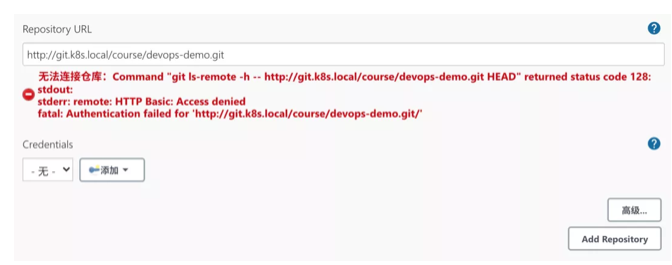 Repository URL
http://git.k8s.local/course/devops-demo.git
无法连接仓库：Command "git ls-remote -h -- http://git.k8s.local/course/devops-demo.git HEAD" returned status code 128:
stdout:
stderr: remote: HTTP Basic: Access denied
fatal: Authentication failed for 'http://git.k8s.local/course/devops-demo.git/'
Credentials
- 无 -
添加
高级...
Add Repository